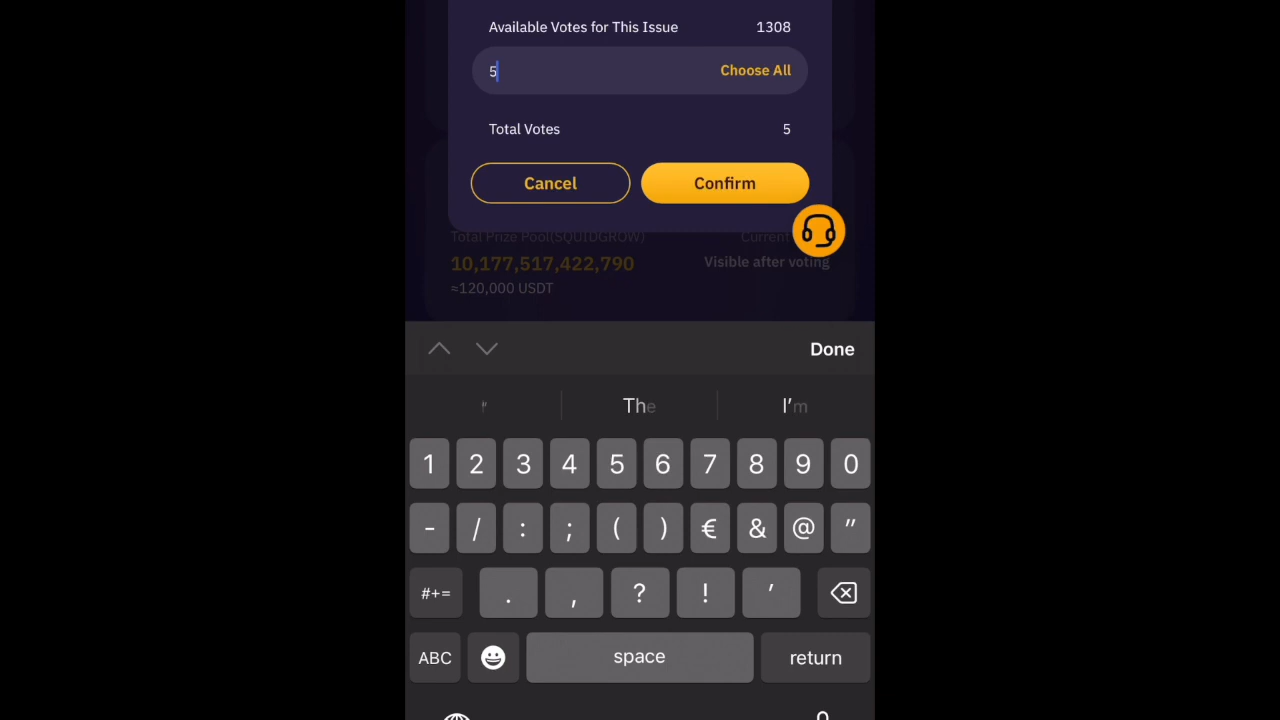 Available Votes for This Issue 1308
5 Choose All
Total Votes 5
Cancel Confirm
Total Prize Pool(SQUIDGROW) Current
10,177,517,422,790 Visible after voting
≈120,000 USDT
Done
The I’m
1 2 3 4 5 6 7 8 9 0
- / : ; ( ) € & @ ”
#+= . , ? ! ’
ABC space return